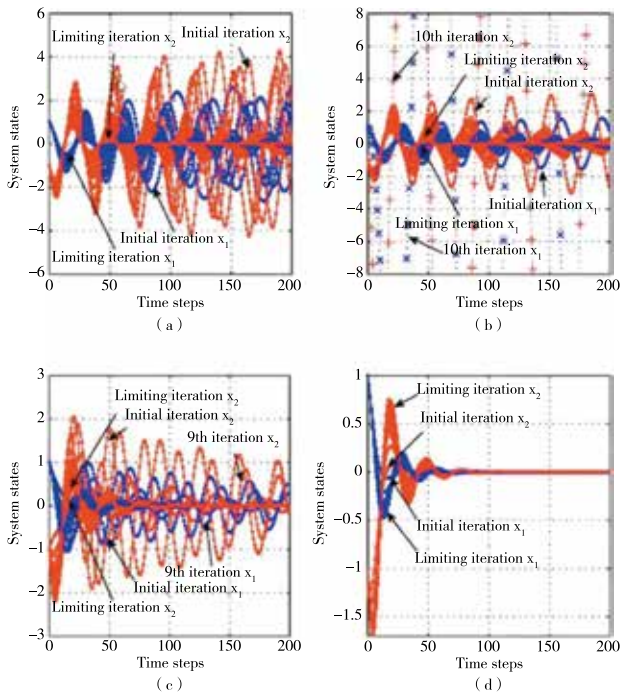 6
4
2
0
−2
−4
−6
System states
Limiting iteration x2
Initial iteration x2
Initial iteration x1
Limiting iteration x1
0
50
100
150
200
Time steps
( a )
8
6
4
2
0
−2
−4
−6
−8
System states
10th iteration x2
Limiting iteration x2
Initial iteration x2
Initial iteration x1
Limiting iteration x1
10th iteration x1
0
50
100
150
200
Time steps
( b )
3
2
1
0
−1
−2
−3
System states
Limiting iteration x2
Initial iteration x2
9th iteration x2
9th iteration x1
Initial iteration x1
Limiting iteration x2
0
50
100
150
200
Time steps
( c )
1
0.5
0
−0.5
−1
−1.5
System states
Limiting iteration x2
Initial iteration x2
Initial iteration x1
Limiting iteration x1
0
50
100
150
200
Time steps
( d )